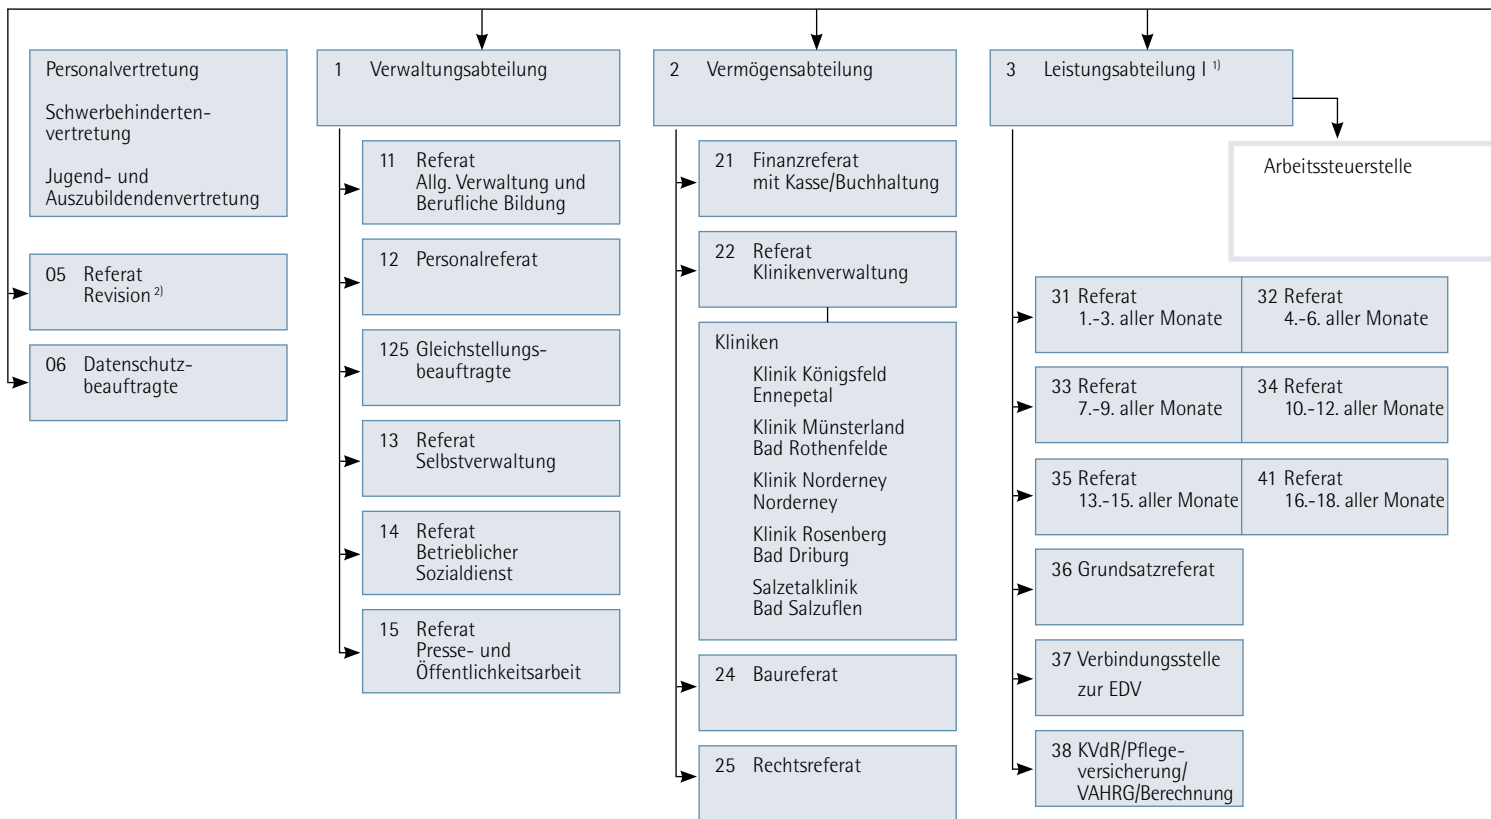 Personalvertretung
Schwerbehinderten-
vertretung
Jugend- und
Auszubildendenvertretung
05 Referat
Revision 2)
06 Datenschutz-
beauftragte
1 Verwaltungsabteilung
11 Referat
Allg. Verwaltung und
Berufliche Bildung
12 Personalreferat
125 Gleichstellungs-
beauftragte
13 Referat
Selbstverwaltung
14 Referat
Betrieblicher
Sozialdienst
15 Referat
Presse- und
Öffentlichkeitsarbeit
2 Vermögensabteilung
21 Finanzreferat
mit Kasse/Buchhaltung
22 Referat
Klinikenverwaltung
Kliniken
Klinik Königsfeld
Ennepetal
Klinik Münsterland
Bad Rothenfelde
Klinik Norderney
Norderney
Klinik Rosenberg
Bad Driburg
Salzetalklinik
Bad Salzuflen
24 Baureferat
25 Rechtsreferat
3 Leistungsabteilung I 1)
Arbeitssteuerstelle
31 Referat
1.-3. aller Monate
32 Referat
4.-6. aller Monate
33 Referat
7.-9. aller Monate
34 Referat
10.-12. aller Monate
35 Referat
13.-15. aller Monate
41 Referat
16.-18. aller Monate
36 Grundsatzreferat
37 Verbindungsstelle
zur EDV
38 KVdR/Pflege-
versicherung/
VAHRG/Berechnung